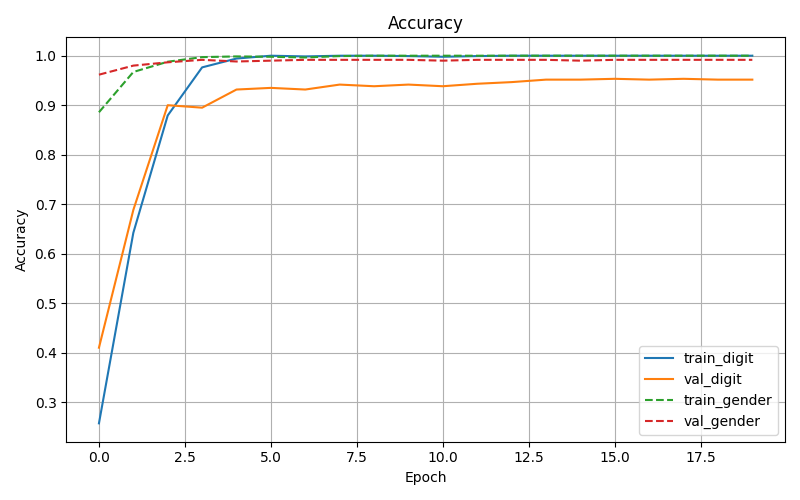 Accuracy
1.0
0.9
0.8
0.7
0.6
0.5
0.4
0.3
Accuracy
0.0 2.5 5.0 7.5 10.0 12.5 15.0 17.5
Epoch
train_digit
val_digit
train_gender
val_gender